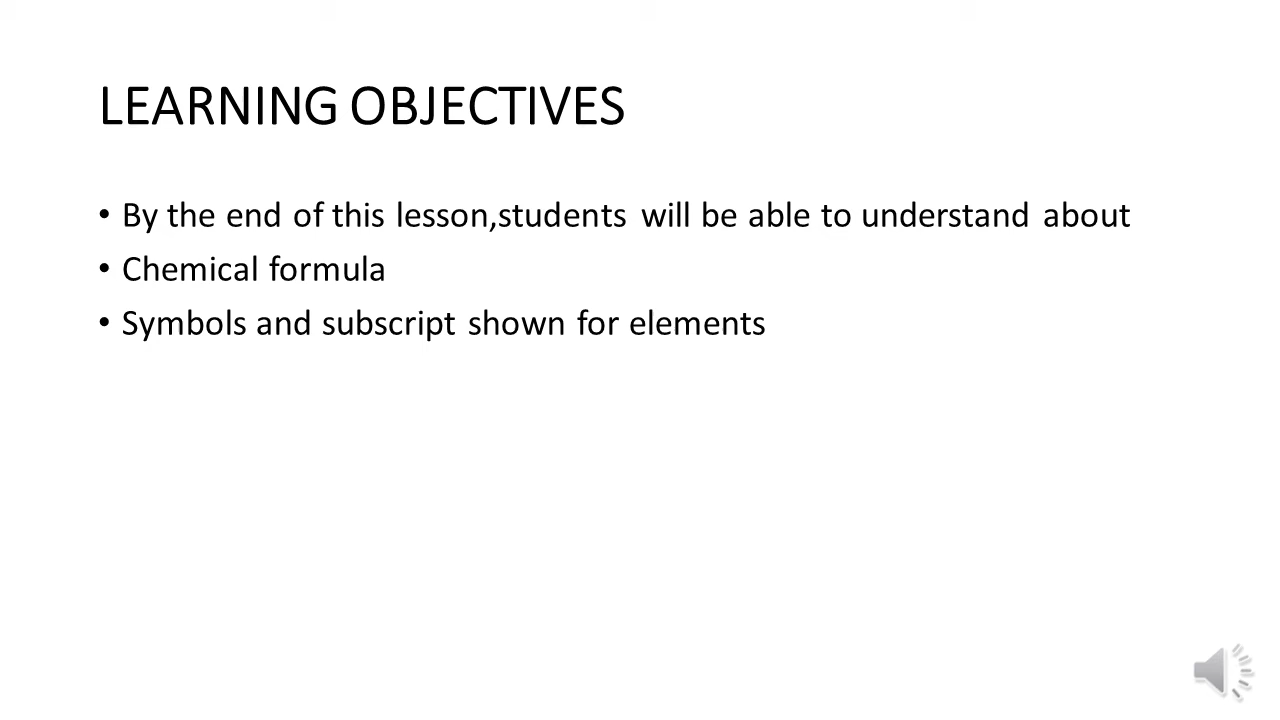 LEARNING OBJECTIVES
• By the end of this lesson,students will be able to understand about
• Chemical formula
• Symbols and subscript shown for elements